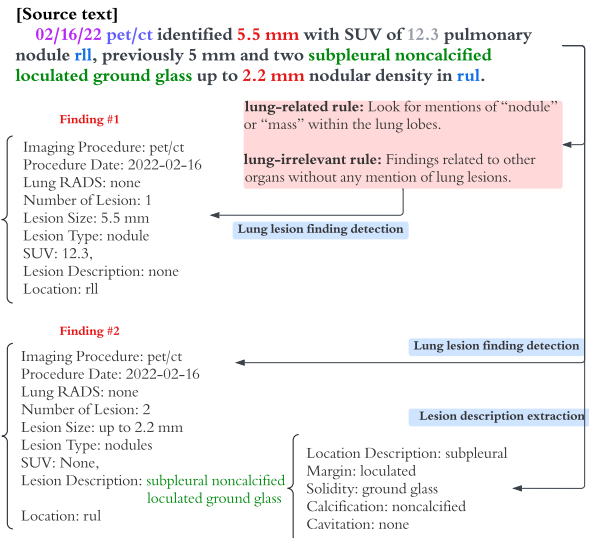 [Source text]
02/16/22 pet/ct identified 5.5 mm with SUV of 12.3 pulmonary
nodule rll, previously 5 mm and two subpleural noncalcified
loculated ground glass up to 2.2 mm nodular density in rul.
lung-related rule: Look for mentions of “nodule”
or “mass” within the lung lobes.
lung-irrelevant rule: Findings related to other
organs without any mention of lung lesions.
Lung lesion finding detection
Finding #1
Imaging Procedure: pet/ct
Procedure Date: 2022-02-16
Lung RADS: none
Number of Lesion: 1
Lesion Size: 5.5 mm
Lesion Type: nodule
SUV: 12.3,
Lesion Description: none
Location: rll
Finding #2
Lung lesion finding detection
Imaging Procedure: pet/ct
Procedure Date: 2022-02-16
Lung RADS: none
Number of Lesion: 2
Lesion Size: up to 2.2 mm
Lesion Type: nodules
SUV: None,
Lesion Description: subpleural noncalcified
loculated ground glass
Location: rul
Lesion description extraction
Location Description: subpleural
Margin: loculated
Solidity: ground glass
Calcification: noncalcified
Cavitation: none